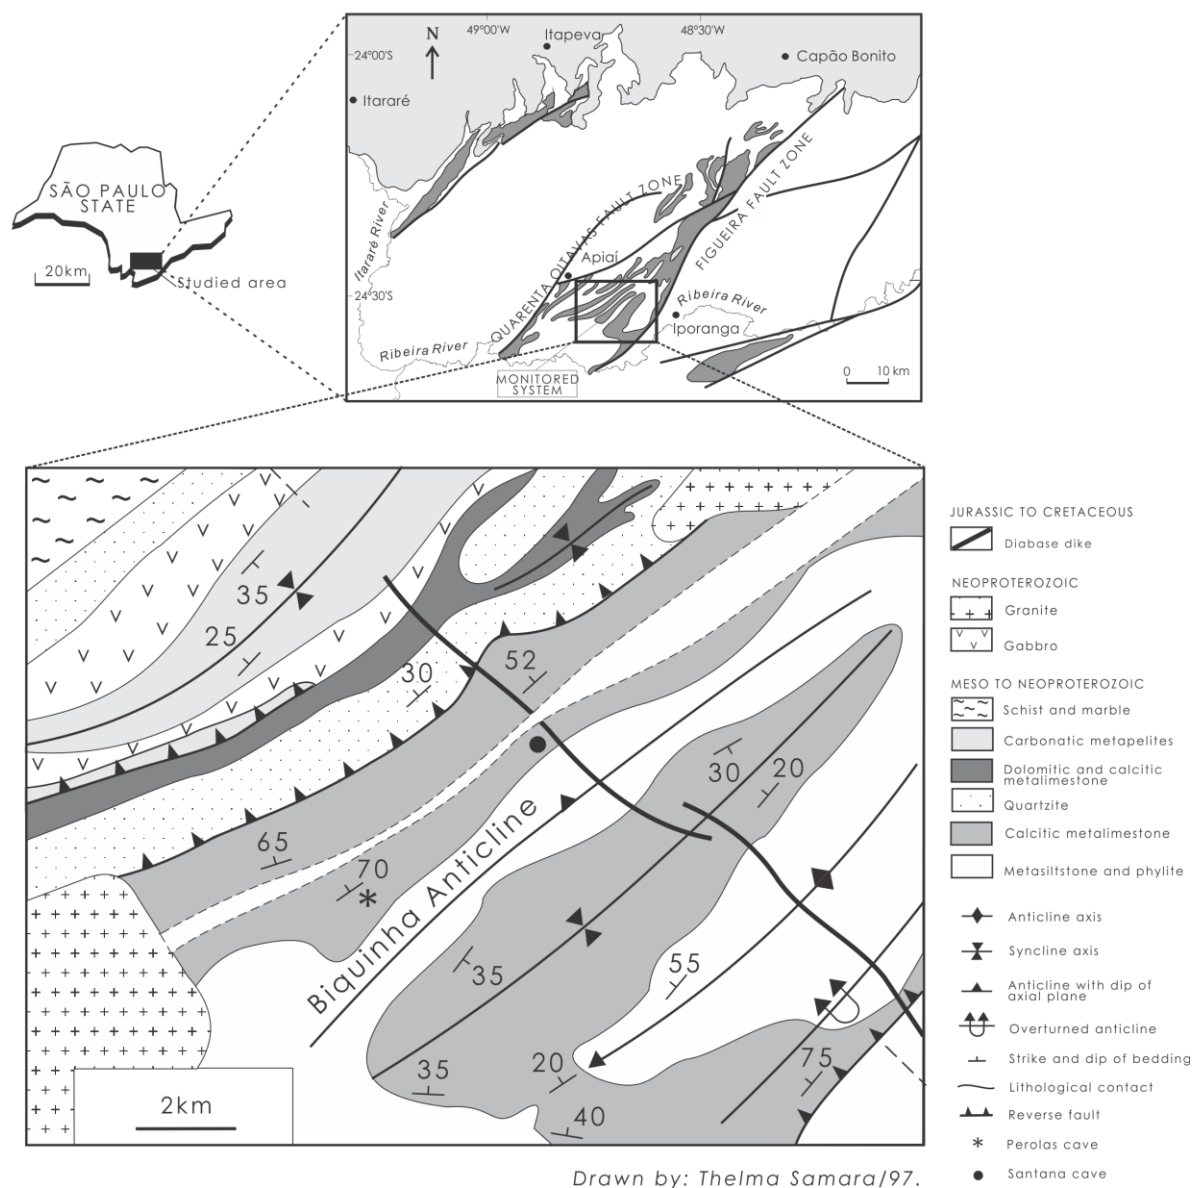 49°00'W
48°30'W
N
Itapeva
24°00'S
Capão Bonito
Itararé
SÃO PAULO
STATE
20km
Studied area
Itararé River
QUARENTA OITAVAS FAULT ZONE
FIGUEIRA FAULT ZONE
Apiaí
24°30'S
Ribeira River
Iporanga
Ribeira River
MONITORED
SYSTEM
0 10 km
35
25
30
52
30
20
65
70
Biquinha Anticline
35
55
35
20
75
40
2km
JURASSIC TO CRETACEOUS
Diabase dike
NEOPROTEROZOIC
Granite
Gabbro
MESO TO NEOPROTEROZOIC
Schist and marble
Carbonatic metapelites
Dolomitic and calcitic
metalimestone
Quartzite
Calcitic metalimestone
Metasiltstone and phylite
Anticline axis
Syncline axis
Anticline with dip of
axial plane
Overturned anticline
Strike and dip of bedding
Lithological contact
Reverse fault
Perolas cave
Santana cave
Drawn by: Thelma Samara/97.